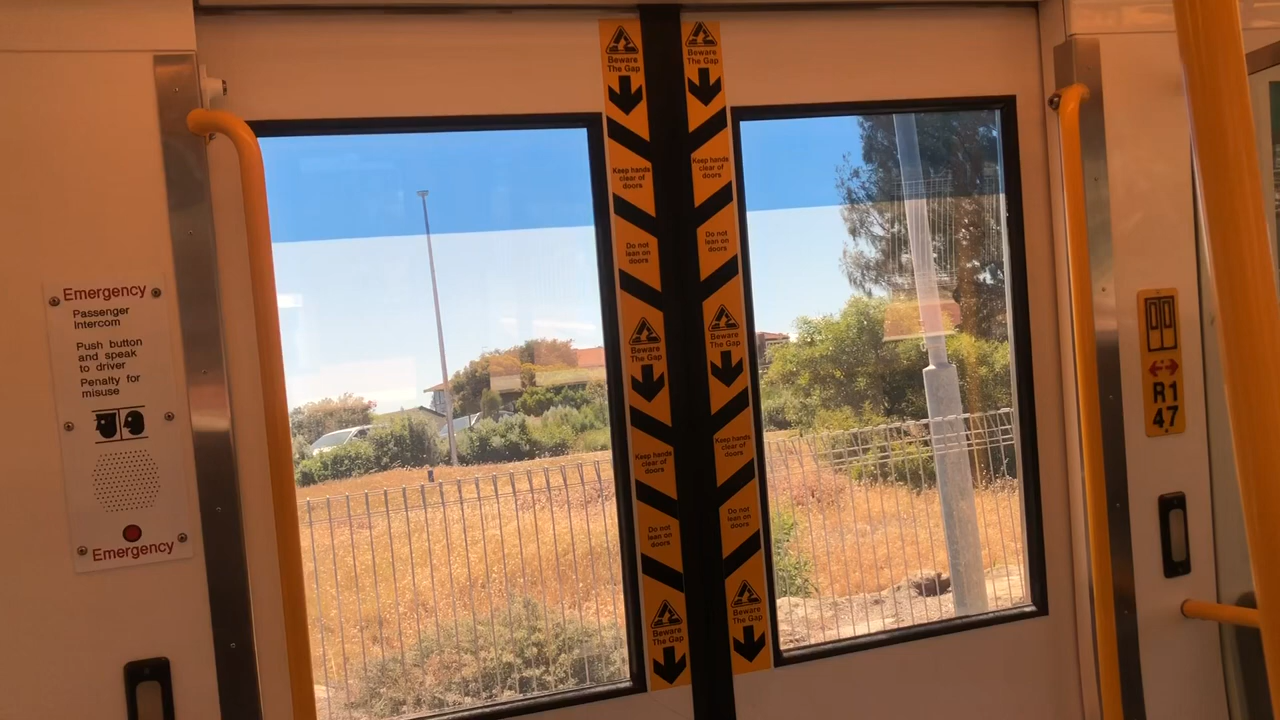 Emergency
Passenger
Intercom
Push button
and speak
to driver
Penalty for
misuse
Emergency
Beware
The Gap
Keep hands
clear of
doors
Do not
lean on
doors
Beware
The Gap
Keep hands
clear of
doors
Do not
lean on
doors
Beware
The Gap
Beware
The Gap
Keep hands
clear of
doors
Do not
lean on
doors
Beware
The Gap
Keep hands
clear of
doors
Do not
lean on
doors
Beware
The Gap
R1
47